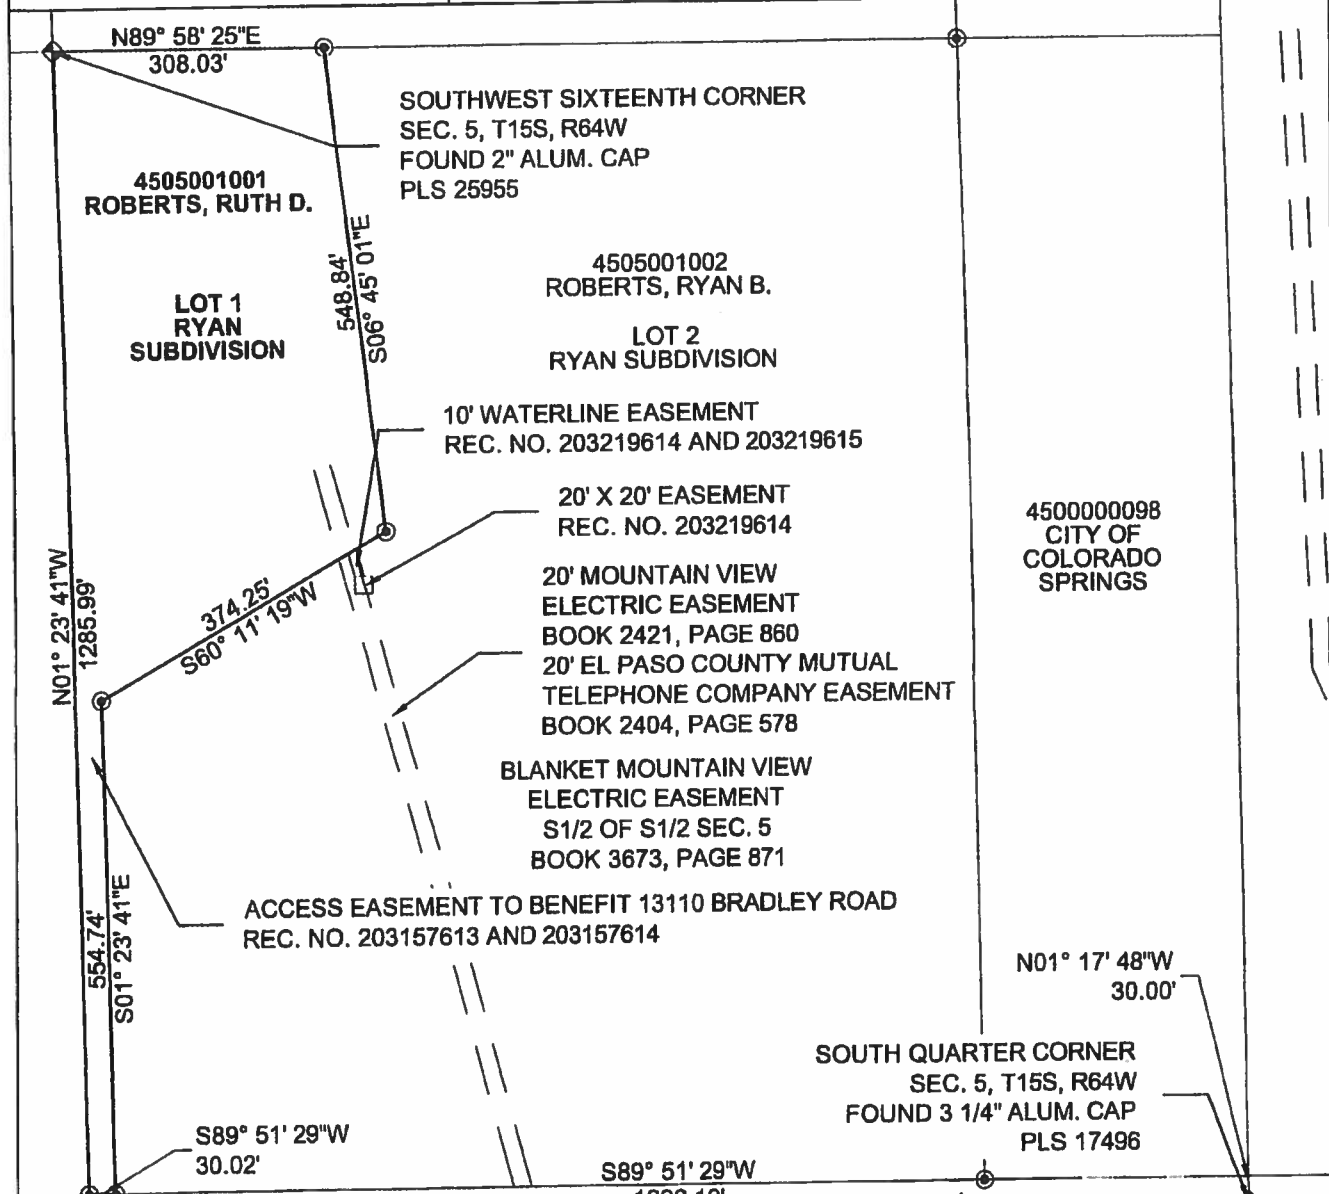 N89° 58' 25"E
308.03'
SOUTHWEST SIXTEENTH CORNER
SEC. 5, T15S, R64W
FOUND 2" ALUM. CAP
PLS 25955
4505001001
ROBERTS, RUTH D.
548.84'
S06° 45' 01"E
4505001002
ROBERTS, RYAN B.
LOT 1
RYAN
SUBDIVISION
LOT 2
RYAN SUBDIVISION
10' WATERLINE EASEMENT
REC. NO. 203219614 AND 203219615
20' X 20' EASEMENT
REC. NO. 203219614
4500000098
CITY OF
COLORADO
SPRINGS
N01° 23' 41"W
1285.99'
374.25'
S60° 11' 19"W
20' MOUNTAIN VIEW
ELECTRIC EASEMENT
BOOK 2421, PAGE 860
20' EL PASO COUNTY MUTUAL
TELEPHONE COMPANY EASEMENT
BOOK 2404, PAGE 578
BLANKET MOUNTAIN VIEW
ELECTRIC EASEMENT
S1/2 OF S1/2 SEC. 5
BOOK 3673, PAGE 871
554.74'
S01° 23' 41"E
ACCESS EASEMENT TO BENEFIT 13110 BRADLEY ROAD
REC. NO. 203157613 AND 203157614
N01° 17' 48"W
30.00'
SOUTH QUARTER CORNER
SEC. 5, T15S, R64W
FOUND 3 1/4" ALUM. CAP
PLS 17496
S89° 51' 29"W
30.02'
S89° 51' 29"W